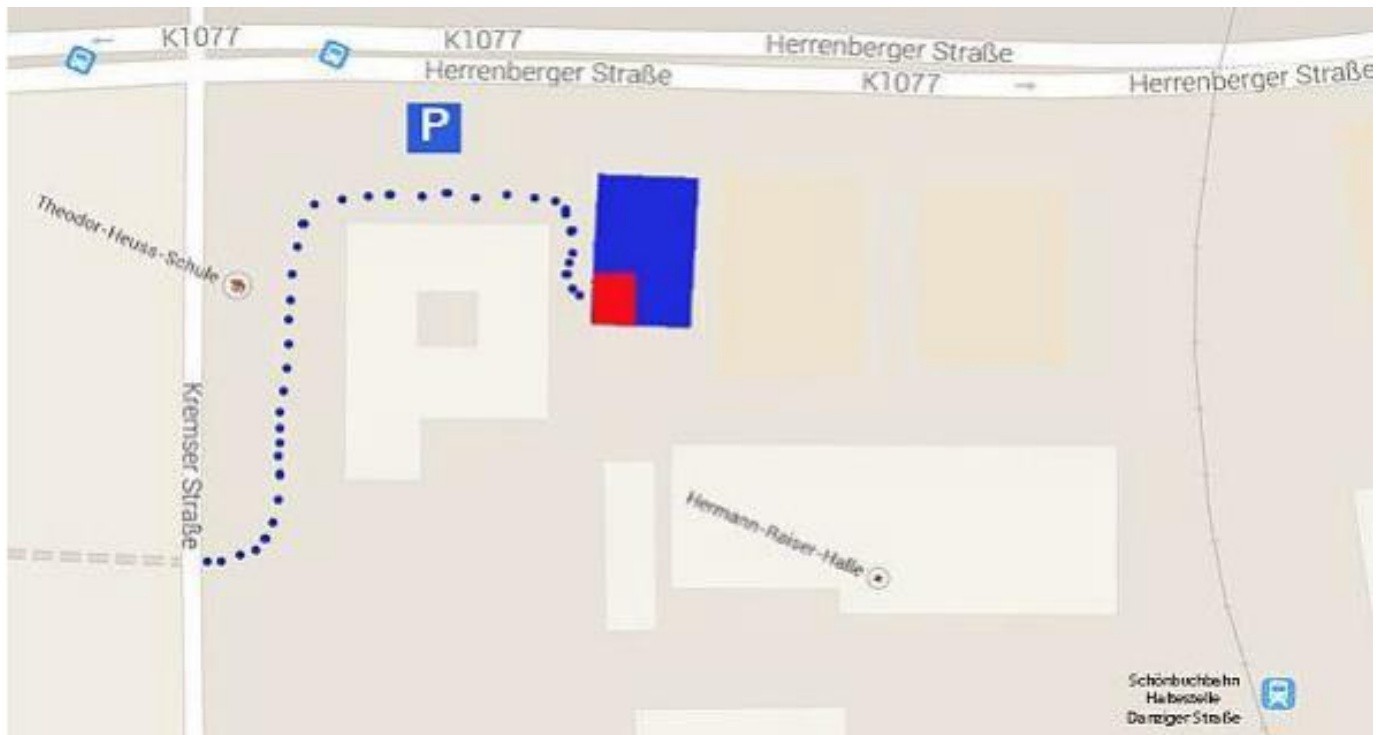 K1077
K1077
Herrenberger Straße
Herrenberger Straße
K1077
Herrenberger Straße
P
Theodor-Heuss-Schule
Kremser Straße
Hermann-Raiser-Halle
Schönbuchbahn
Haltestelle
Danziger Straße